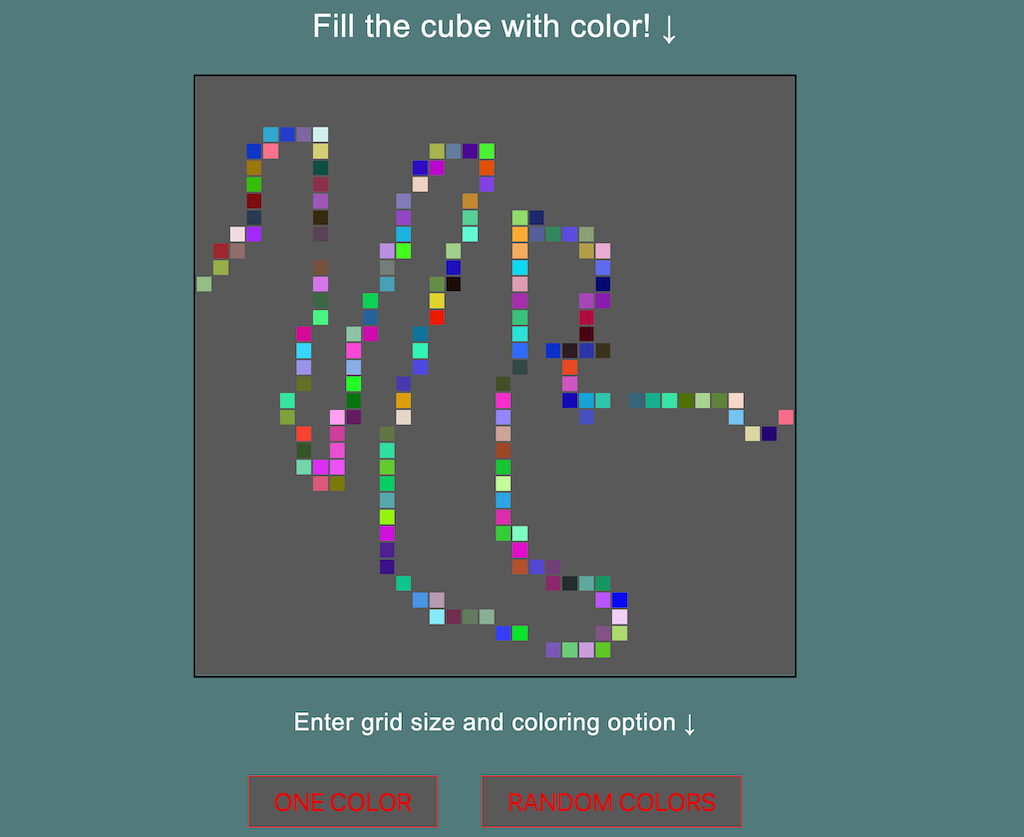 Fill the cube with color! ↓
Enter grid size and coloring option ↓
ONE COLOR
RANDOM COLORS